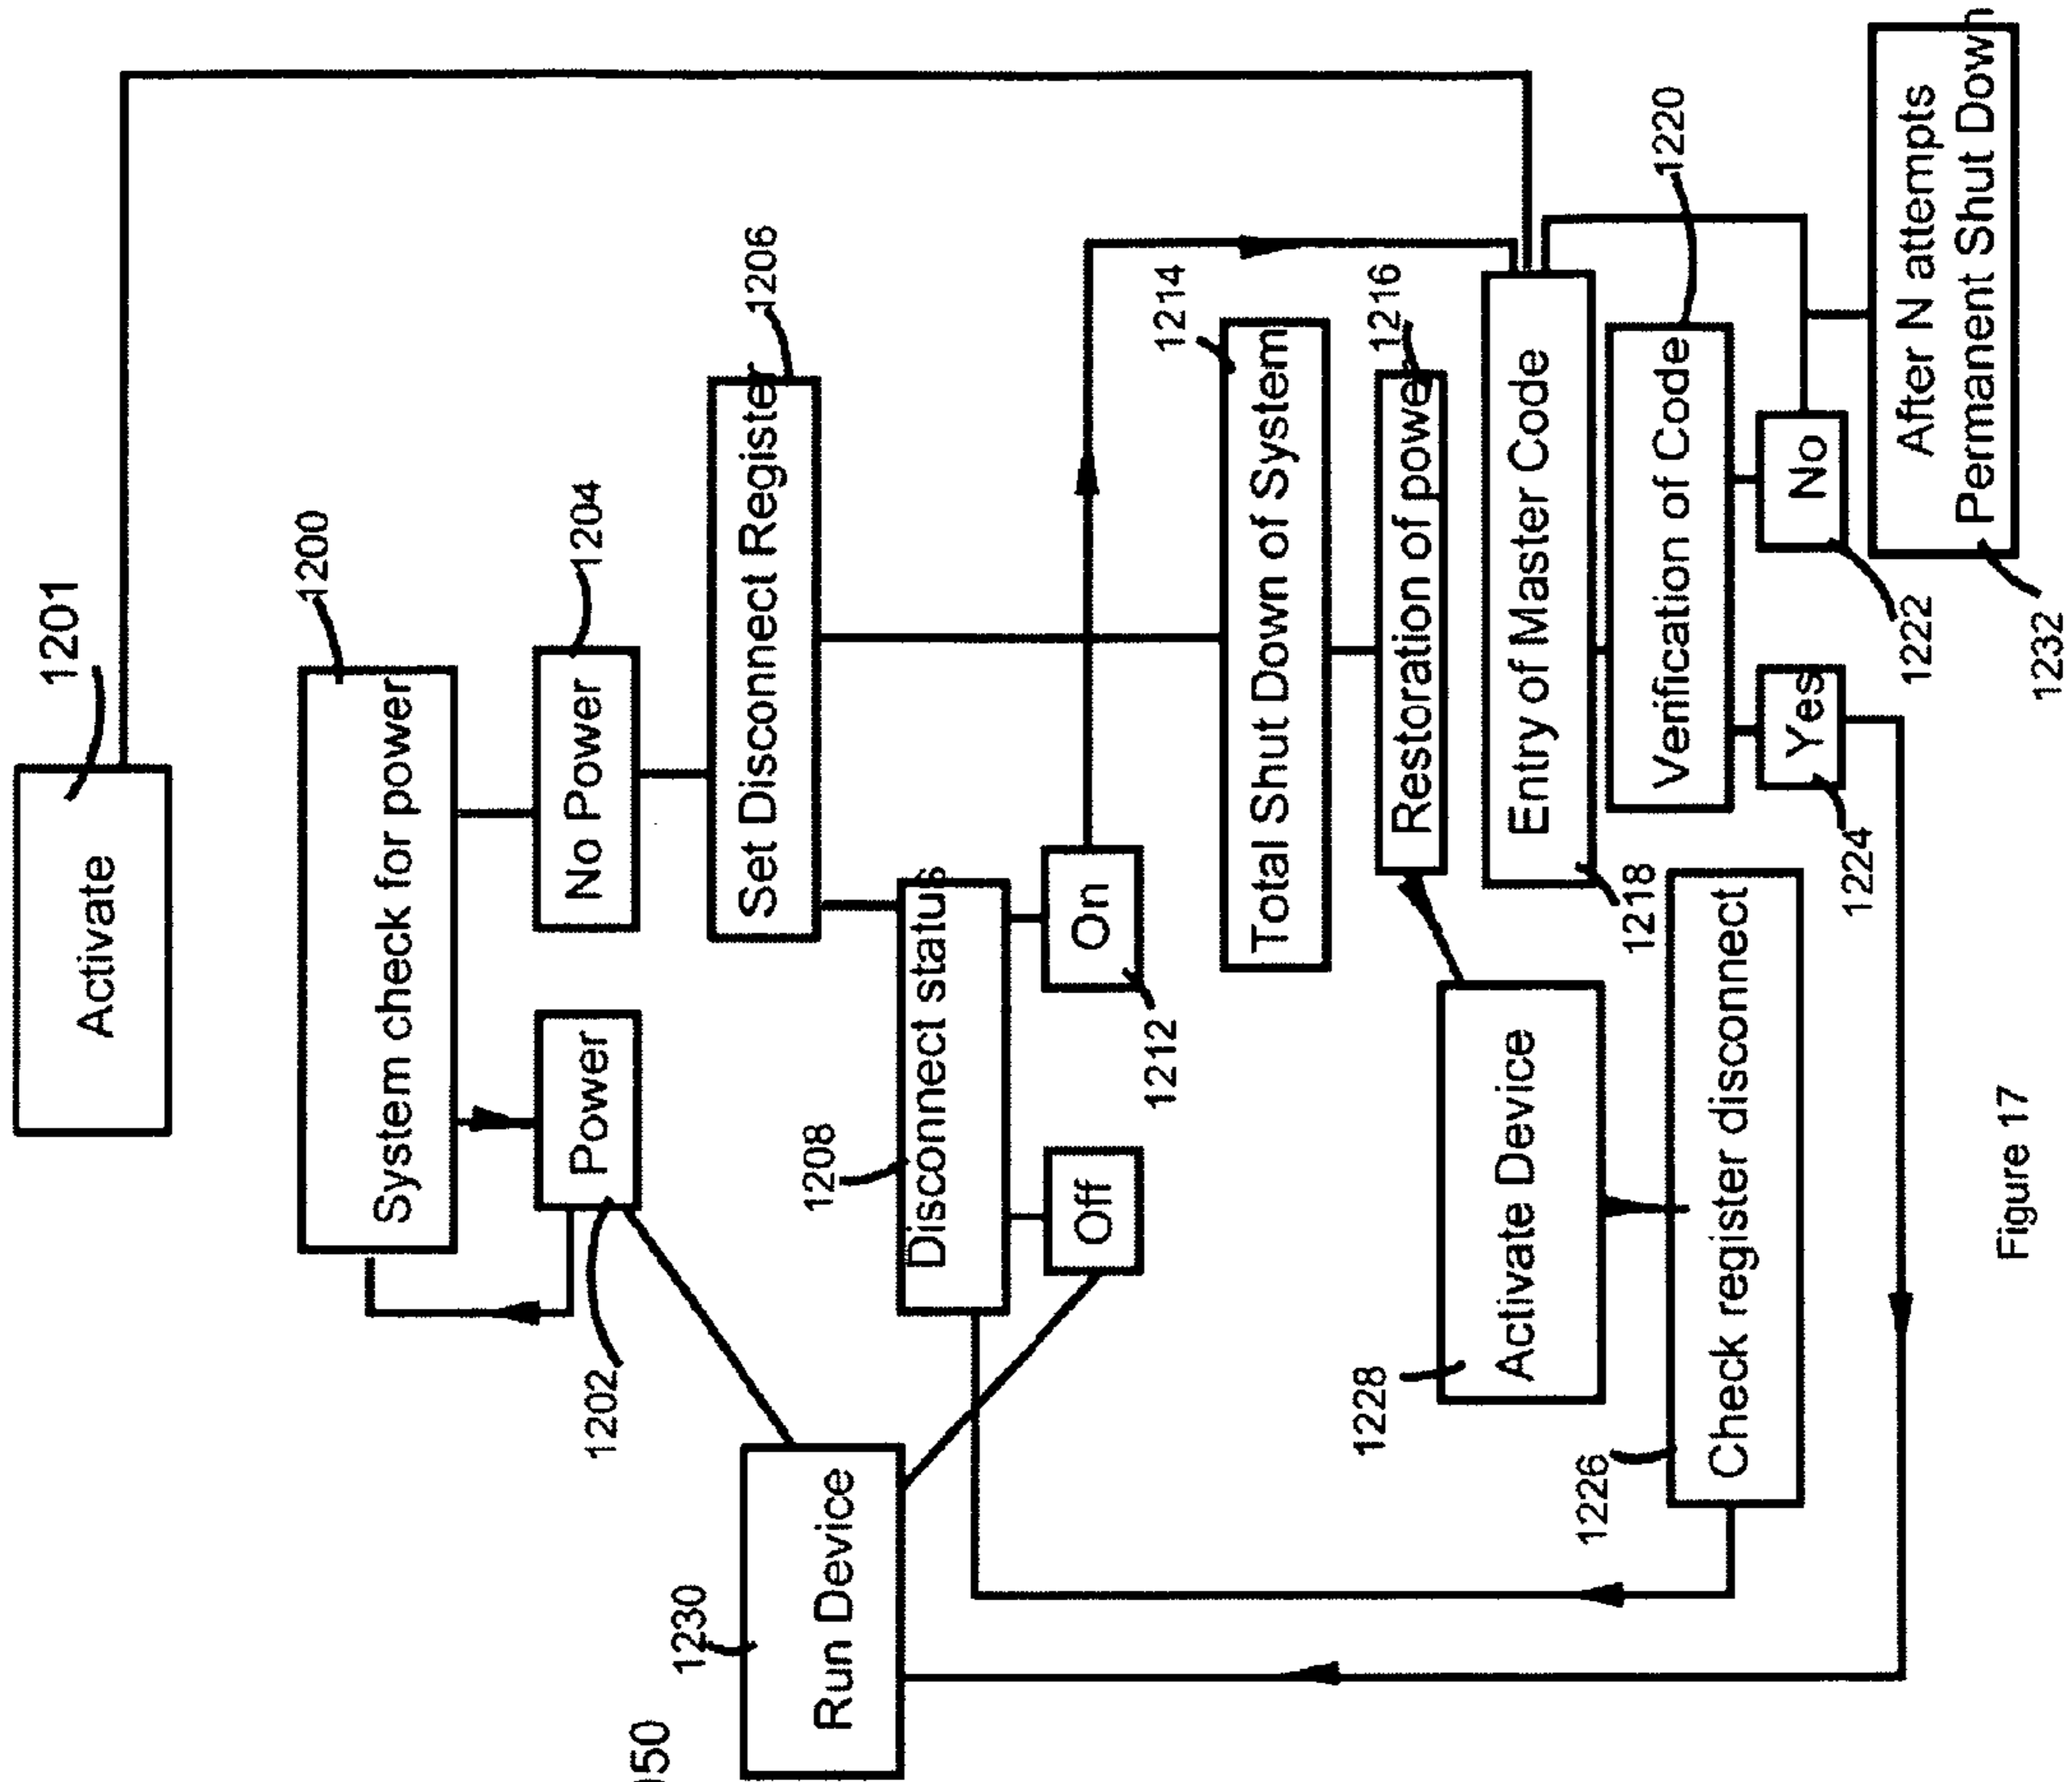 1201
Activate
1200
System check for power
1204
No Power
Power
1202
1206
Set Disconnect Register
1208
Disconnect status
On
1212
Off
1230
Run Device
050
1214
Total Shut Down of System
1216
Restoration of power
1228
Activate Device
1218
Entry of Master Code
1220
Verification of Code
1226
Check register disconnect
Yes
1224
No
1222
After N attempts
Permanent Shut Down
1232
Figure 17